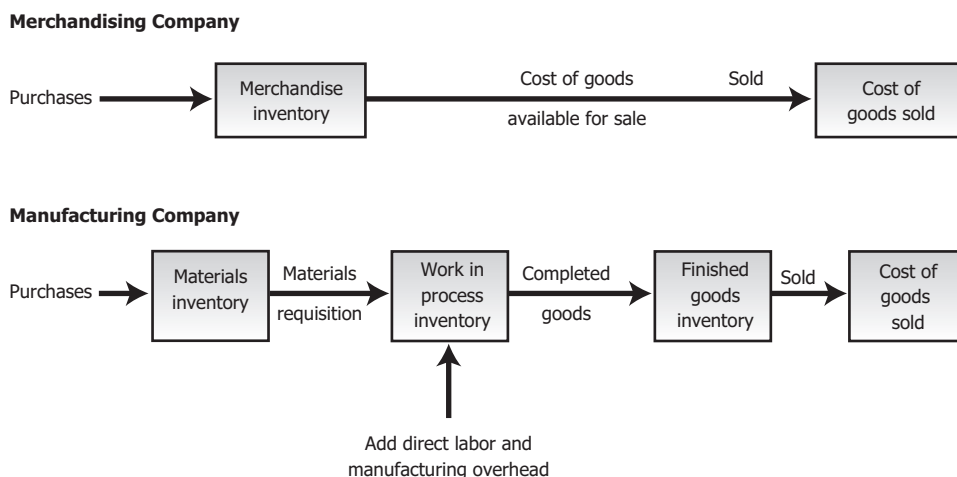 Merchandising Company
Purchases
Merchandise
inventory
Cost of goods
available for sale
Sold
Cost of
goods sold
Manufacturing Company
Purchases
Materials
inventory
Materials
requisition
Work in
process
inventory
Completed
goods
Finished
goods
inventory
Sold
Cost of
goods
sold
Add direct labor and
manufacturing overhead